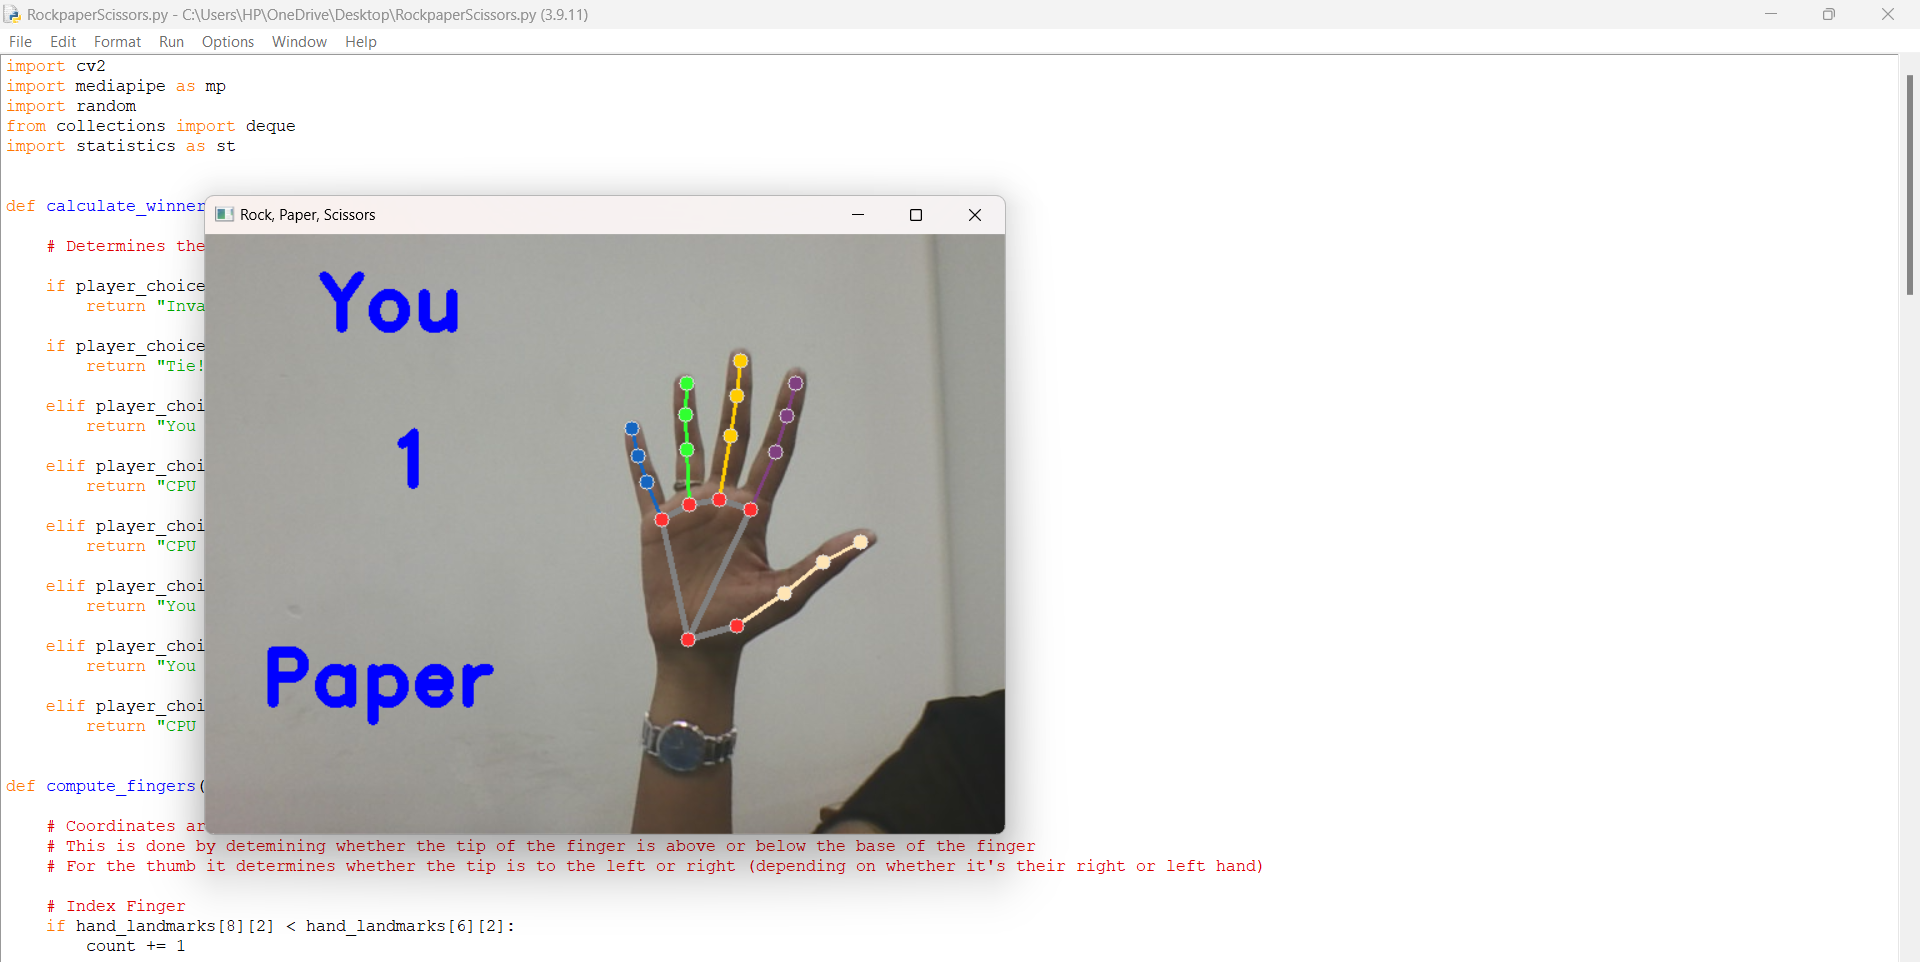 RockpaperScissors.py - C:\Users\HP\OneDrive\Desktop\RockpaperScissors.py (3.9.11)
File Edit Format Run Options Window Help
import cv2
import mediapipe as mp
import random
from collections import deque
import statistics as st
def calculate_winner
# Determines the
if player_choice
return "Inva
if player_choice
return "Tie!
elif player_choi
return "You
elif player_choi
return "CPU
elif player_choi
return "CPU
elif player_choi
return "You
elif player_choi
return "You
elif player_choi
return "CPU
Rock, Paper, Scissors
You
1
Paper
def compute_fingers(
# Coordinates ar
# This is done by detemining whether the tip of the finger is above or below the base of the finger
# For the thumb it determines whether the tip is to the left or right (depending on whether it's their right or left hand)
# Index Finger
if hand_landmarks[8][2] < hand_landmarks[6][2]:
count += 1